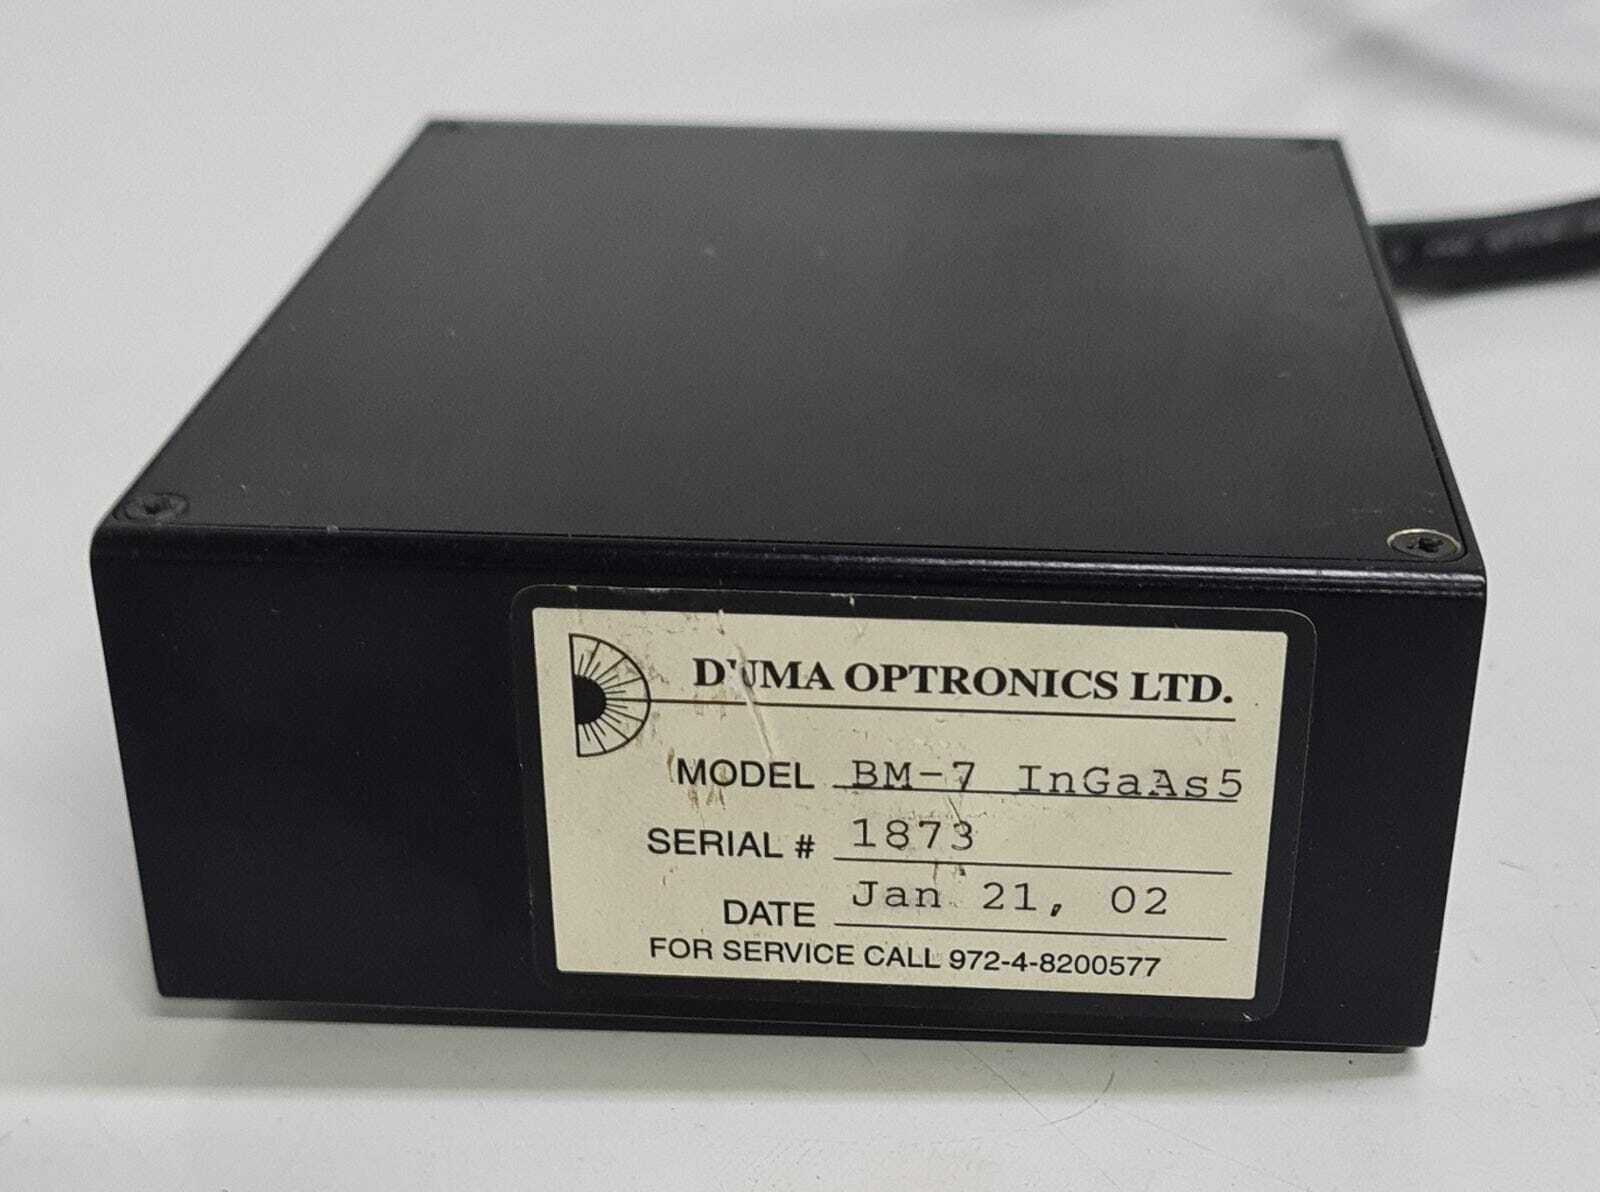 DUMA OPTRONICS LTD.
MODEL BM-7 InGaAs5
SERIAL # 1873
DATE Jan 21, 02
FOR SERVICE CALL 972-4-8200577